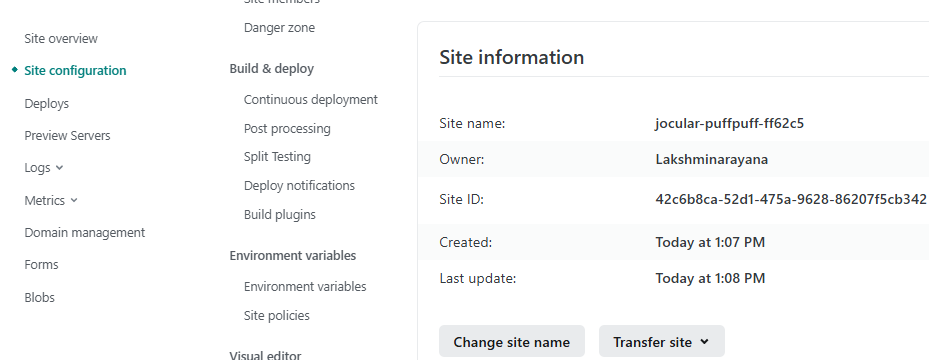 Site overview
Site configuration
Deploys
Preview Servers
Logs
Metrics
Domain management
Forms
Blobs
Site members
Danger zone
Build & deploy
Continuous deployment
Post processing
Split Testing
Deploy notifications
Build plugins
Environment variables
Environment variables
Site policies
Visual editor
Site information
Site name: jocular-puffpuff-ff62c5
Owner: Lakshminarayana
Site ID: 42c6b8ca-52d1-475a-9628-86207f5cb342
Created: Today at 1:07 PM
Last update: Today at 1:08 PM
Change site name Transfer site